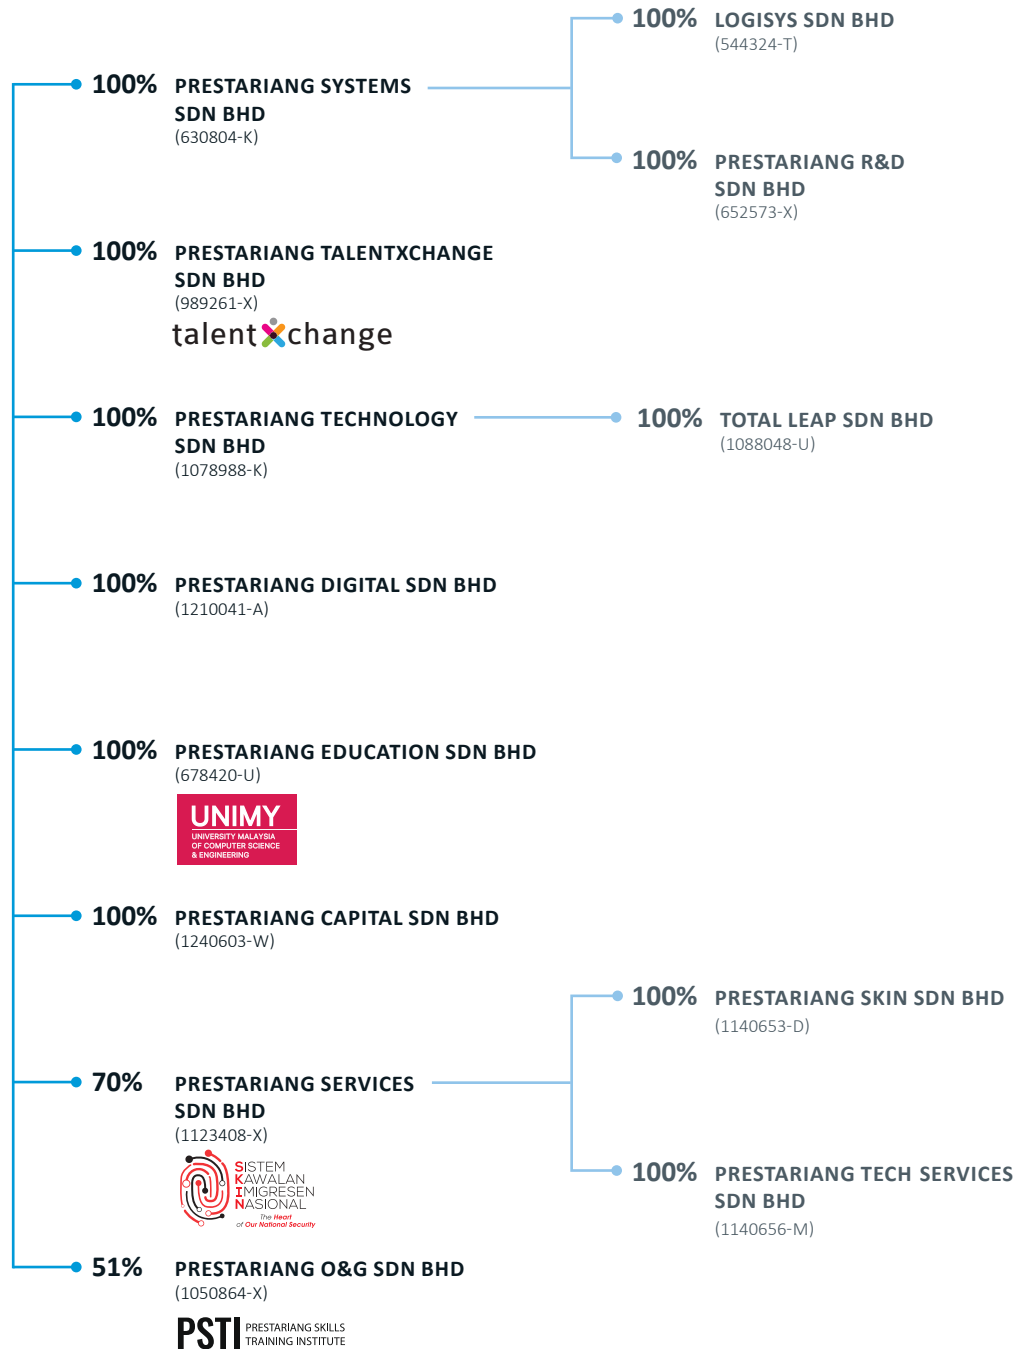 100% LOGISYS SDN BHD
(544324-T)
100% PRESTARIANG SYSTEMS
SDN BHD
(630804-K)
100% PRESTARIANG R&D
SDN BHD
(652573-X)
100% PRESTARIANG TALENTXCHANGE
SDN BHD
(989261-X)
talentXchange
100% PRESTARIANG TECHNOLOGY
SDN BHD
(1078988-K)
100% TOTAL LEAP SDN BHD
(1088048-U)
100% PRESTARIANG DIGITAL SDN BHD
(1210041-A)
100% PRESTARIANG EDUCATION SDN BHD
(678420-U)
UNIMY
UNIVERSITY MALAYSIA
OF COMPUTER SCIENCE
& ENGINEERING
100% PRESTARIANG CAPITAL SDN BHD
(1240603-W)
100% PRESTARIANG SKIN SDN BHD
(1140653-D)
70% PRESTARIANG SERVICES
SDN BHD
(1123408-X)
SISTEM
KAWALAN
IMIGRESEN
NASIONAL
The Heart
of Our National Security
100% PRESTARIANG TECH SERVICES
SDN BHD
(1140656-M)
51% PRESTARIANG O&G SDN BHD
(1050864-X)
PSTI PRESTARIANG SKILLS
TRAINING INSTITUTE